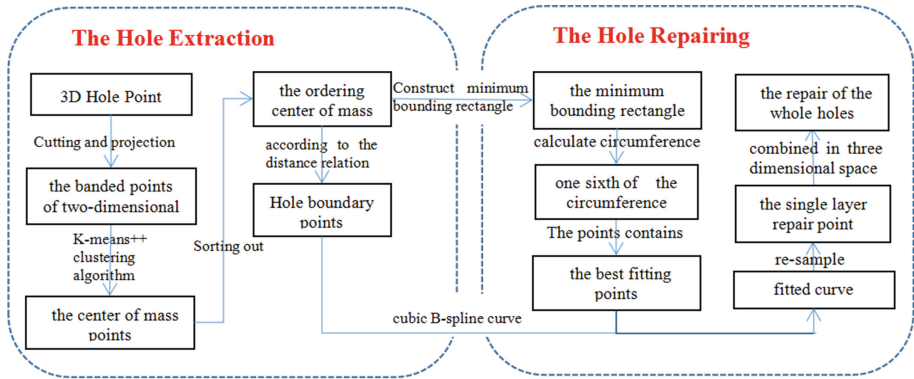 The Hole Extraction
3D Hole Point
Cutting and projection
the banded points
of two-dimensional
K-means++
clustering
algorithm
the center of mass
points
Sorting out
the ordering
center of mass
according to the
distance relation
Hole boundary
points
Construct minimum
bounding rectangle
cubic B-spline curve
The Hole Repairing
the minimum
bounding rectangle
calculate circumference
one sixth of the
circumference
The points contains
the best fitting
points
the repair of the
whole holes
combined in three
dimensional space
the single layer
repair point
re-sample
fitted curve